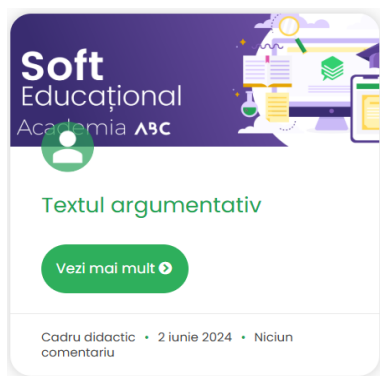 Soft
Educațional
Academia ABC
Textul argumentativ
Vezi mai mult
Cadru didactic • 2 iunie 2024 • Niciun
comentariu